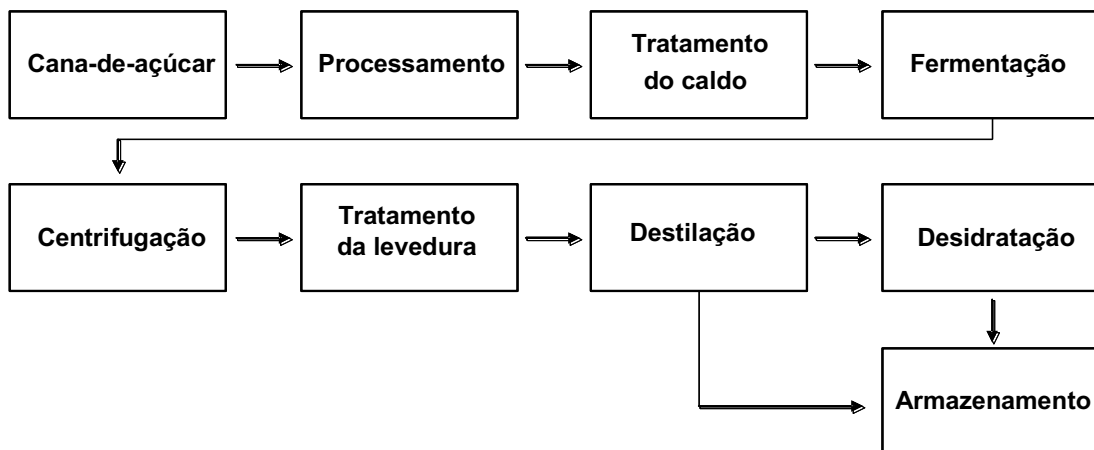 Cana-de-açúcar
Processamento
Tratamento
do caldo
Fermentação
Centrifugação
Tratamento
da levedura
Destilação
Desidratação
Armazenamento